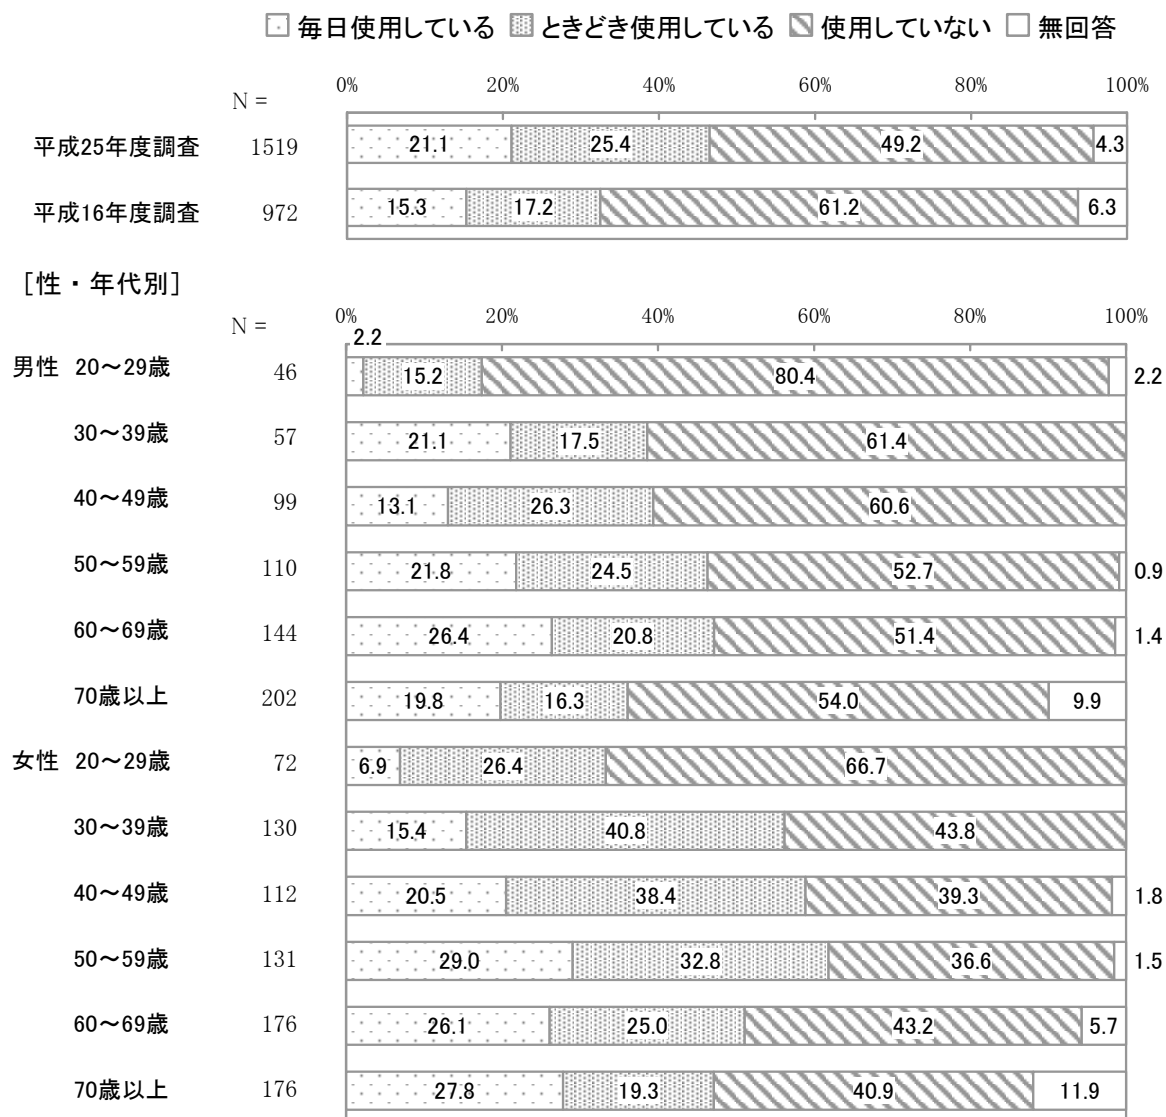 毎日使用している ときどき使用している 使用していない 無回答
0% 20% 40% 60% 80% 100%
N =
平成25年度調査 1519 21.1 25.4 49.2 4.3
平成16年度調査 972 15.3 17.2 61.2 6.3
[性・年代別]
0% 20% 40% 60% 80% 100%
N =
男性 20～29歳 46 2.2 15.2 80.4 2.2
30～39歳 57 21.1 17.5 61.4
40～49歳 99 13.1 26.3 60.6
50～59歳 110 21.8 24.5 52.7 0.9
60～69歳 144 26.4 20.8 51.4 1.4
70歳以上 202 19.8 16.3 54.0 9.9
女性 20～29歳 72 6.9 26.4 66.7
30～39歳 130 15.4 40.8 43.8
40～49歳 112 20.5 38.4 39.3 1.8
50～59歳 131 29.0 32.8 36.6 1.5
60～69歳 176 26.1 25.0 43.2 5.7
70歳以上 176 27.8 19.3 40.9 11.9